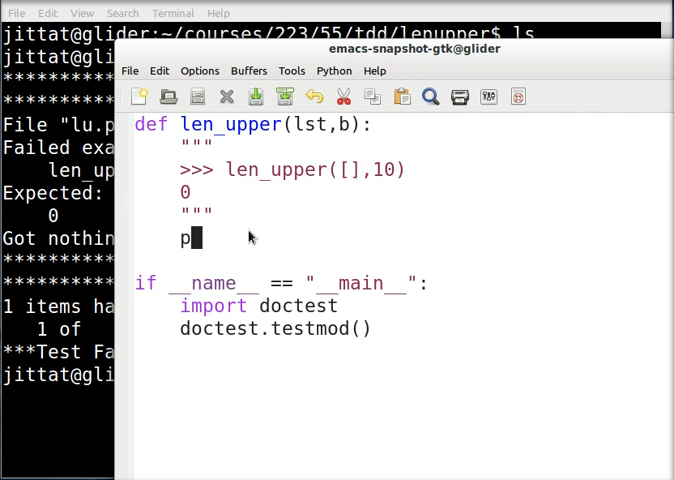 File Edit View Search Terminal Help
jittat@glider:~/courses/223/55/tdd/lenupper$ ls
jittat@gli
**********
**********
File "lu.p
Failed exa
len_up
Expected:
0
Got nothin
**********
**********
1 items ha
1 of
***Test Fa
jittat@gli
emacs-snapshot-gtk@glider
File Edit Options Buffers Tools Python Help
def len_upper(lst,b):
"""
>>> len_upper([],10)
0
"""
p
if __name__ == "__main__":
import doctest
doctest.testmod()